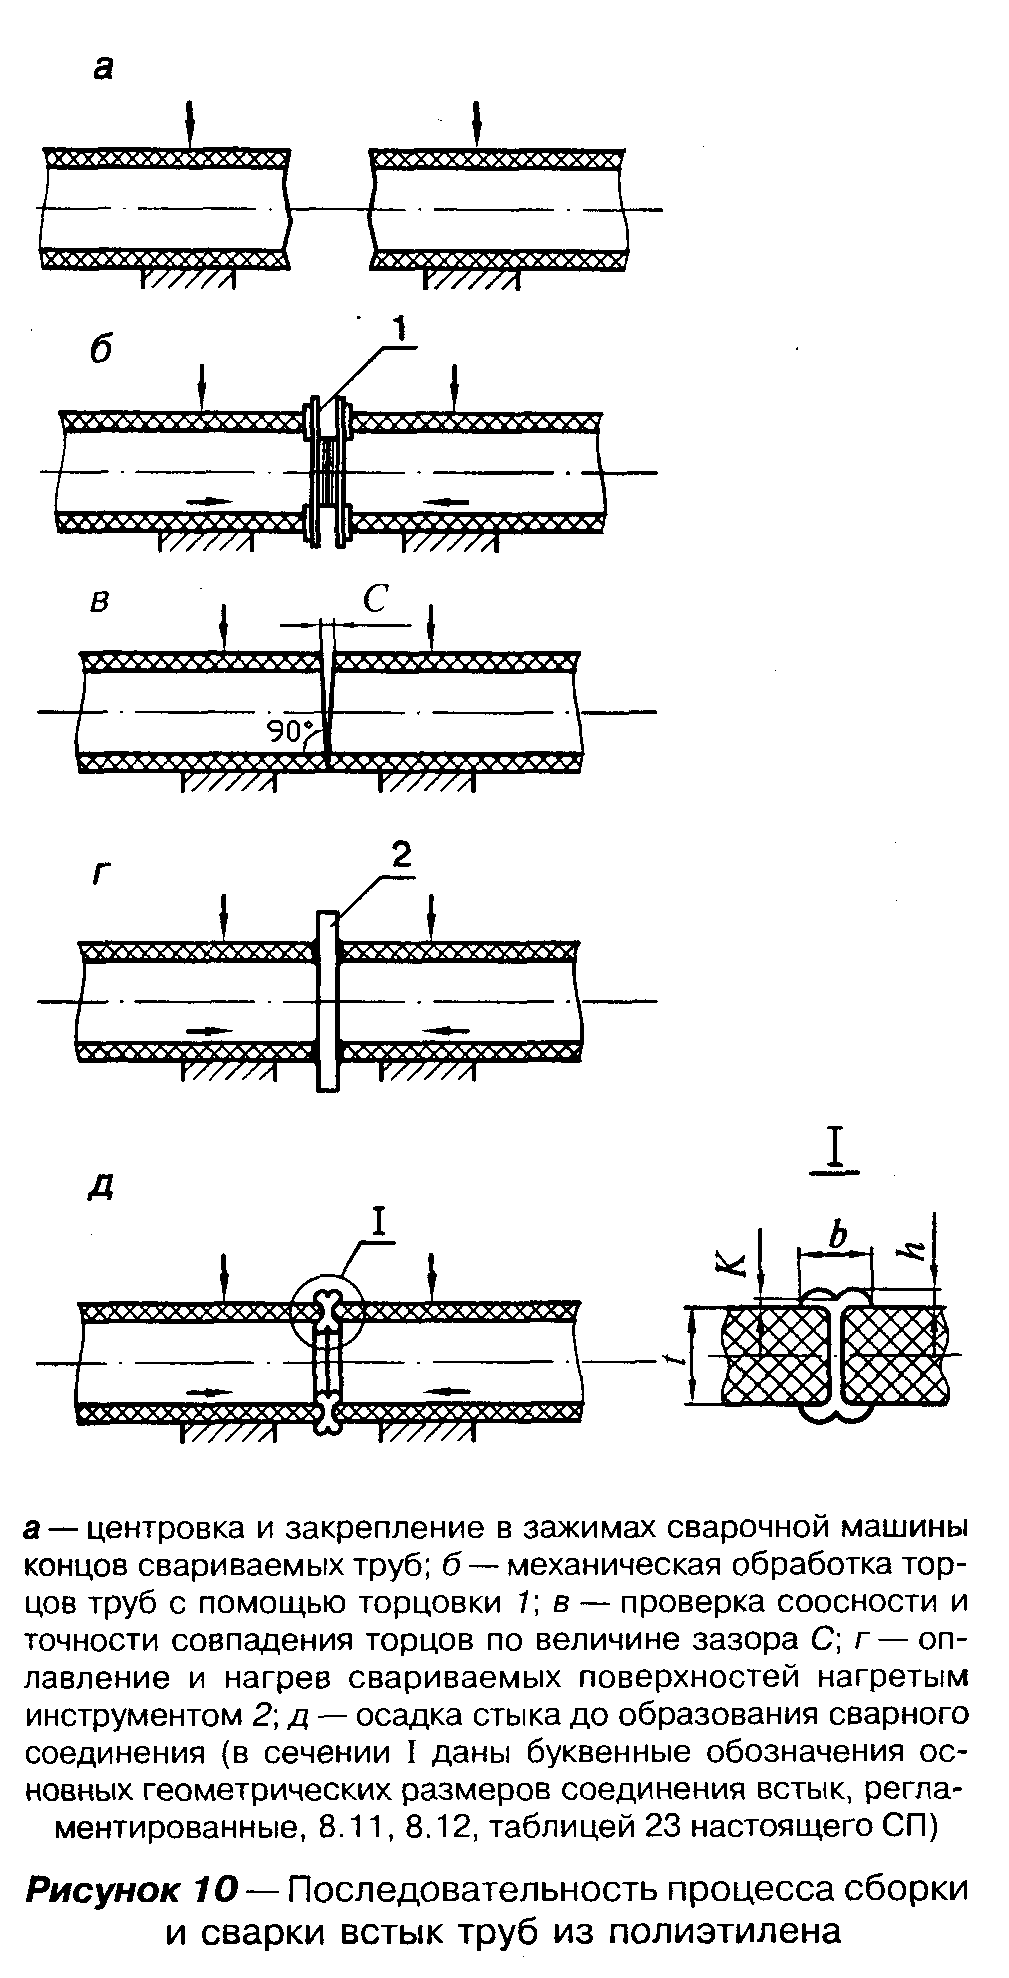 а
б
1
в
С
90°
г
2
д
I
I
K
b
h
t
а — центровка и закрепление в зажимах сварочной машины
концов свариваемых труб; б — механическая обработка тор-
цов труб с помощью торцовки 1; в — проверка соосности и
точности совпадения торцов по величине зазора С; г — оп-
лавление и нагрев свариваемых поверхностей нагретым
инструментом 2; д — осадка стыка до образования сварного
соединения (в сечении I даны буквенные обозначения ос-
новных геометрических размеров соединения встык, регла-
ментированные, 8.11, 8.12, таблицей 23 настоящего СП)
Рисунок 10 — Последовательность процесса сборки
и сварки встык труб из полиэтилена